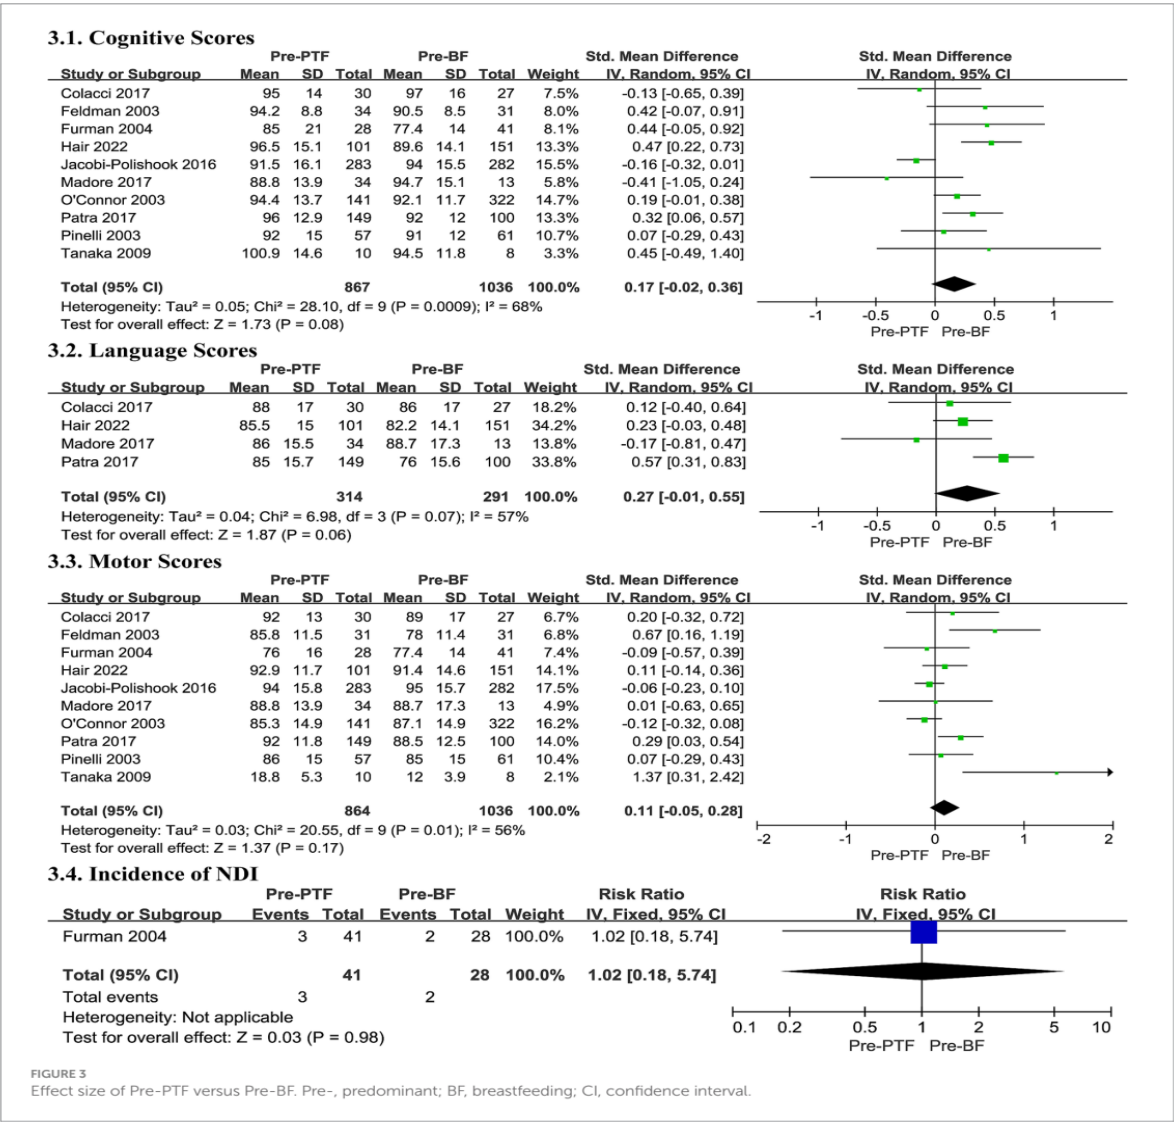 3.1. Cognitive Scores
Pre-PTF Pre-BF Std. Mean Difference Std. Mean Difference
Study or Subgroup Mean SD Total Mean SD Total Weight IV, Random, 95% CI IV, Random, 95% CI
Colacci 2017 95 14 30 97 16 27 7.5% -0.13 [-0.65, 0.39]
Feldman 2003 94.2 8.8 34 90.5 8.5 31 8.0% 0.42 [-0.07, 0.91]
Furman 2004 85 21 28 77.4 14 41 8.1% 0.44 [-0.05, 0.92]
Hair 2022 96.5 15.1 101 89.6 14.1 151 13.3% 0.47 [0.22, 0.73]
Jacobi-Polishook 2016 91.5 16.1 283 94 15.5 282 15.5% -0.16 [-0.32, 0.01]
Madore 2017 88.8 13.9 34 94.7 15.1 13 5.8% -0.41 [-1.05, 0.24]
O'Connor 2003 94.4 13.7 141 92.1 11.7 322 14.7% 0.19 [-0.01, 0.38]
Patra 2017 96 12.9 149 92 12 100 13.3% 0.32 [0.06, 0.57]
Pinelli 2003 92 15 57 91 12 61 10.7% 0.07 [-0.29, 0.43]
Tanaka 2009 100.9 14.6 10 94.5 11.8 8 3.3% 0.45 [-0.49, 1.40]
Total (95% CI) 867 1036 100.0% 0.17 [-0.02, 0.36]
Heterogeneity: Tau² = 0.05; Chi² = 28.10, df = 9 (P = 0.0009); I² = 68%
Test for overall effect: Z = 1.73 (P = 0.08)
-1 -0.5 0 0.5 1
Pre-PTF Pre-BF
3.2. Language Scores
Pre-PTF Pre-BF Std. Mean Difference Std. Mean Difference
Study or Subgroup Mean SD Total Mean SD Total Weight IV, Random, 95% CI IV, Random, 95% CI
Colacci 2017 88 17 30 86 17 27 18.2% 0.12 [-0.40, 0.64]
Hair 2022 85.5 15 101 82.2 14.1 151 34.2% 0.23 [-0.03, 0.48]
Madore 2017 86 15.5 34 88.7 17.3 13 13.8% -0.17 [-0.81, 0.47]
Patra 2017 85 15.7 149 76 15.6 100 33.8% 0.57 [0.31, 0.83]
Total (95% CI) 314 291 100.0% 0.27 [-0.01, 0.55]
Heterogeneity: Tau² = 0.04; Chi² = 6.98, df = 3 (P = 0.07); I² = 57%
Test for overall effect: Z = 1.87 (P = 0.06)
-1 -0.5 0 0.5 1
Pre-PTF Pre-BF
3.3. Motor Scores
Pre-PTF Pre-BF Std. Mean Difference Std. Mean Difference
Study or Subgroup Mean SD Total Mean SD Total Weight IV, Random, 95% CI IV, Random, 95% CI
Colacci 2017 92 13 30 89 17 27 6.7% 0.20 [-0.32, 0.72]
Feldman 2003 85.8 11.5 31 78 11.4 31 6.8% 0.67 [0.16, 1.19]
Furman 2004 76 16 28 77.4 14 41 7.4% -0.09 [-0.57, 0.39]
Hair 2022 92.9 11.7 101 91.4 14.6 151 14.1% 0.11 [-0.14, 0.36]
Jacobi-Polishook 2016 94 15.8 283 95 15.7 282 17.5% -0.06 [-0.23, 0.10]
Madore 2017 88.8 13.9 34 88.7 17.3 13 4.9% 0.01 [-0.63, 0.65]
O'Connor 2003 85.3 14.9 141 87.1 14.9 322 16.2% -0.12 [-0.32, 0.08]
Patra 2017 92 11.8 149 88.5 12.5 100 14.0% 0.29 [0.03, 0.54]
Pinelli 2003 86 15 57 85 15 61 10.4% 0.07 [-0.29, 0.43]
Tanaka 2009 18.8 5.3 10 12 3.9 8 2.1% 1.37 [0.31, 2.42]
Total (95% CI) 864 1036 100.0% 0.11 [-0.05, 0.28]
Heterogeneity: Tau² = 0.03; Chi² = 20.55, df = 9 (P = 0.01); I² = 56%
Test for overall effect: Z = 1.37 (P = 0.17)
-2 -1 0 1 2
Pre-PTF Pre-BF
3.4. Incidence of NDI
Pre-PTF Pre-BF Risk Ratio Risk Ratio
Study or Subgroup Events Total Events Total Weight IV, Fixed, 95% CI IV, Fixed, 95% CI
Furman 2004 3 41 2 28 100.0% 1.02 [0.18, 5.74]
Total (95% CI) 41 28 100.0% 1.02 [0.18, 5.74]
Total events 3 2
Heterogeneity: Not applicable
Test for overall effect: Z = 0.03 (P = 0.98)
0.1 0.2 0.5 1 2 5 10
Pre-PTF Pre-BF
FIGURE 3
Effect size of Pre-PTF versus Pre-BF. Pre-, predominant; BF, breastfeeding; CI, confidence interval.